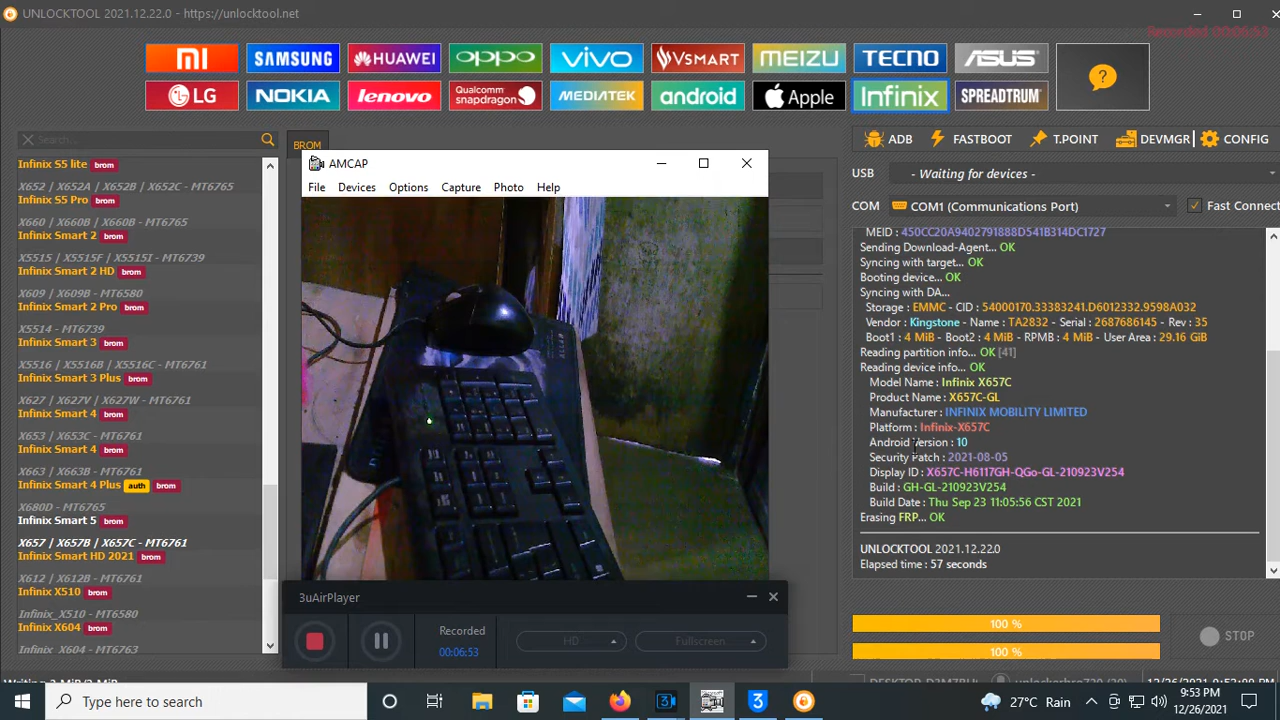 UNLOCKTOOL 2021.12.22.0 - https://unlocktool.net
Recorded 00:06:53
mi SAMSUNG HUAWEI oppo vivo VSMART MEIZU TECNO ASUS
LG NOKIA lenovo Qualcomm snapdragon MEDIATEK android Apple Infinix SPREADTRUM
?
Search...
BROM
ADB FASTBOOT T.POINT DEVMGR CONFIG
USB - Waiting for devices -
COM COM1 (Communications Port) Fast Connect
Infinix S5 lite brom
X652 | X652A | X652B | X652C - MT6765
Infinix S5 Pro brom
X660 | X660B | X660B - MT6765
Infinix Smart 2 brom
X5515 | X5515F | X5515I - MT6739
Infinix Smart 2 HD brom
X609 | X609B - MT6580
Infinix Smart 2 Pro brom
X5514 - MT6739
Infinix Smart 3 brom
X5516 | X5516B | X5516C - MT6761
Infinix Smart 3 Plus brom
X627 | X627V | X627W - MT6761
Infinix Smart 4 brom
X653 | X653C - MT6761
Infinix Smart 4 brom
X663 | X663B - MT6761
Infinix Smart 4 Plus auth brom
X680D - MT6765
Infinix Smart 5 brom
X657 | X657B | X657C - MT6761
Infinix Smart HD 2021 brom
X612 | X612B - MT6761
Infinix X510 brom
Infinix_X510 - MT6580
Infinix X604 brom
Infinix_X604 - MT6763
AMCAP
File Devices Options Capture Photo Help
3uAirPlayer
Recorded
00:06:53
HD
Fullscreen
MEID : 450CC20A9402791888D541B314DC1727
Sending Download-Agent... OK
Syncing with target... OK
Booting device... OK
Syncing with DA...
Storage : EMMC - CID : 54000170.33383241.D6012332.9598A032
Vendor : Kingstone - Name : TA2832 - Serial : 2687686145 - Rev : 35
Boot1 : 4 MiB - Boot2 : 4 MiB - RPMB : 4 MiB - User Area : 29.16 GiB
Reading partition info... OK [41]
Reading device info... OK
Model Name : Infinix X657C
Product Name : X657C-GL
Manufacturer : INFINIX MOBILITY LIMITED
Platform : Infinix-X657C
Android Version : 10
Security Patch : 2021-08-05
Display ID : X657C-H6117GH-QGo-GL-210923V254
Build : GH-GL-210923V254
Build Date : Thu Sep 23 11:05:56 CST 2021
Erasing FRP... OK
UNLOCKTOOL 2021.12.22.0
Elapsed time : 57 seconds
100 %
STOP
100 %
Type here to search
27°C Rain
9:53 PM
12/26/2021